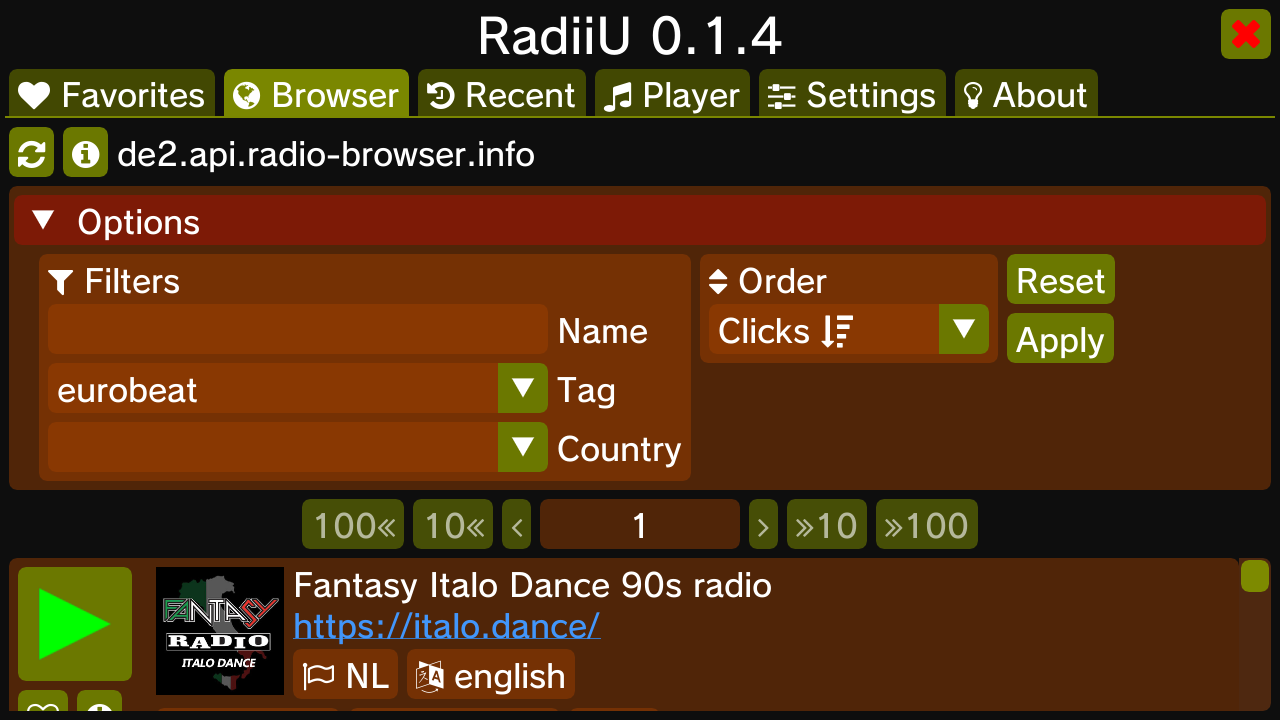 RadiiU 0.1.4
Favorites Browser Recent Player Settings About
de2.api.radio-browser.info
▼ Options
Filters
Order
Reset
Name
Clicks
Apply
eurobeat
Tag
Country
100« 10« ‹ 1 › »10 »100
Fantasy Italo Dance 90s radio
https://italo.dance/
FANTASY
RADIO
ITALO DANCE
NL english